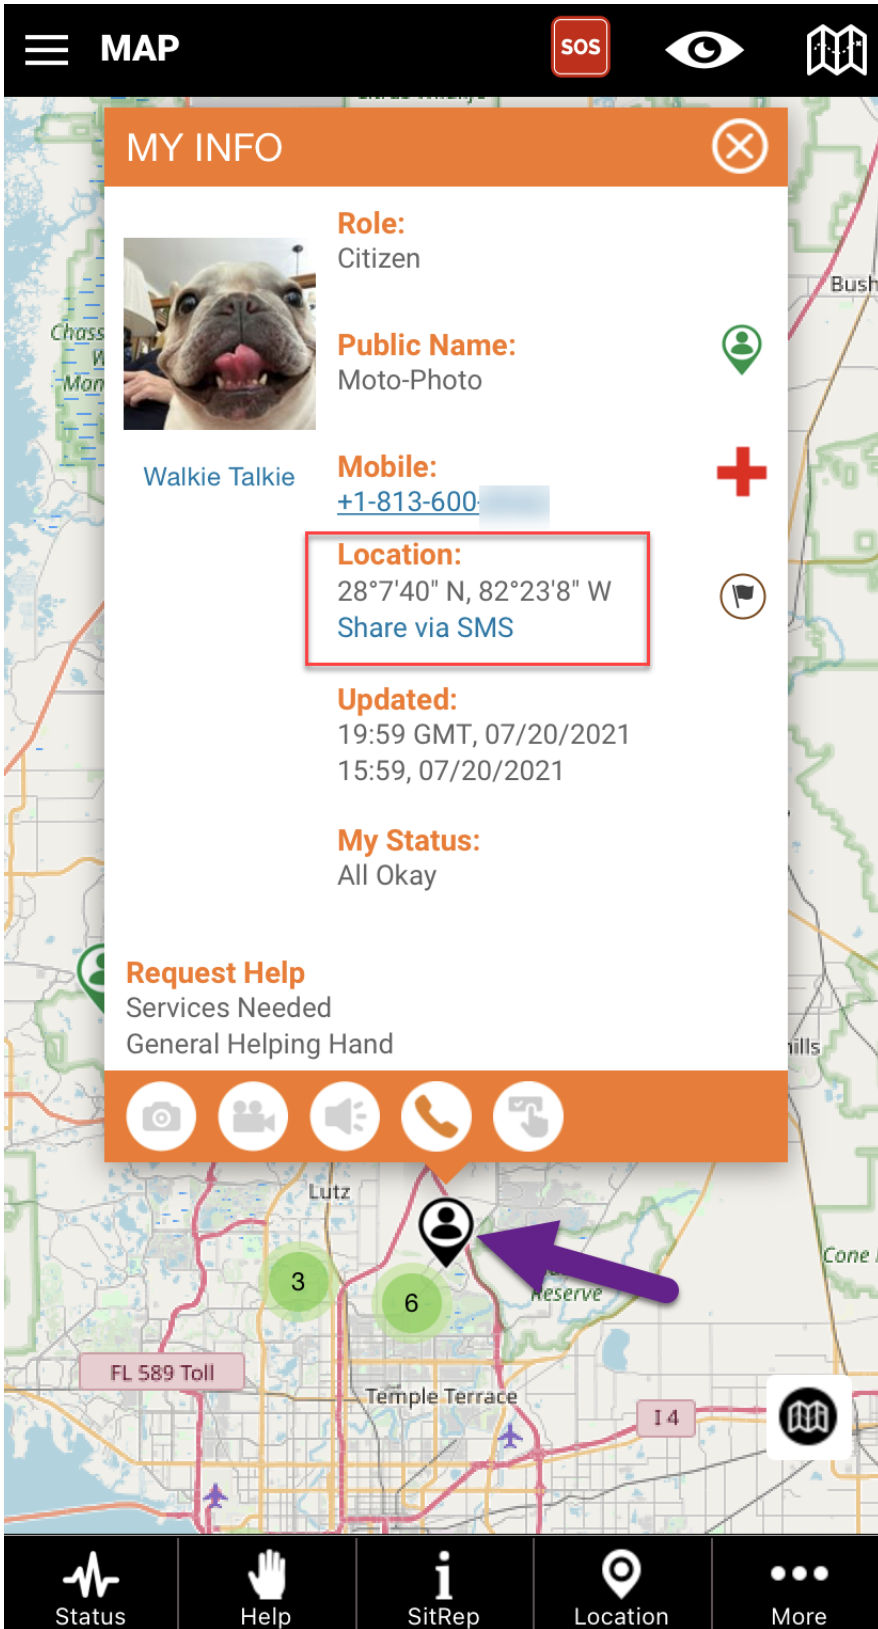 MAP
SOS
MY INFO
Role:
Citizen
Public Name:
Moto-Photo
Walkie Talkie
Mobile:
+1-813-600-
Location:
28°7'40" N, 82°23'8" W
Share via SMS
Updated:
19:59 GMT, 07/20/2021
15:59, 07/20/2021
My Status:
All Okay
Request Help
Services Needed
General Helping Hand
Bush
Chass
W
Mon
hills
Lutz
3
6
Reserve
Cone
FL 589 Toll
Temple Terrace
I 4
Status
Help
SitRep
Location
More